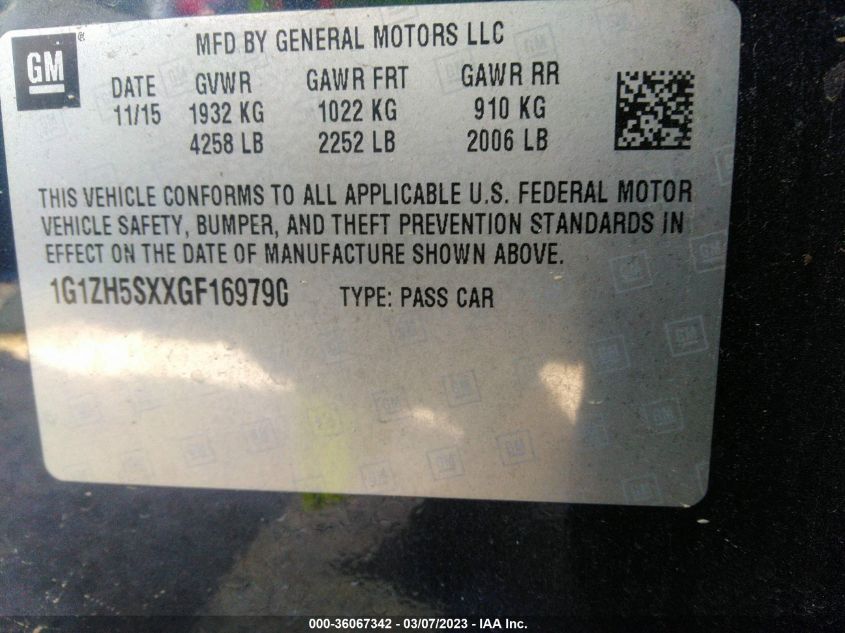 GM ®
MFD BY GENERAL MOTORS LLC
DATE GVWR GAWR FRT GAWR RR
11/15 1932 KG 1022 KG 910 KG
4258 LB 2252 LB 2006 LB
THIS VEHICLE CONFORMS TO ALL APPLICABLE U.S. FEDERAL MOTOR
VEHICLE SAFETY, BUMPER, AND THEFT PREVENTION STANDARDS IN
EFFECT ON THE DATE OF MANUFACTURE SHOWN ABOVE.
1G1ZH5SXXGF169790 TYPE: PASS CAR
000-36067342 - 03/07/2023 - IAA Inc.